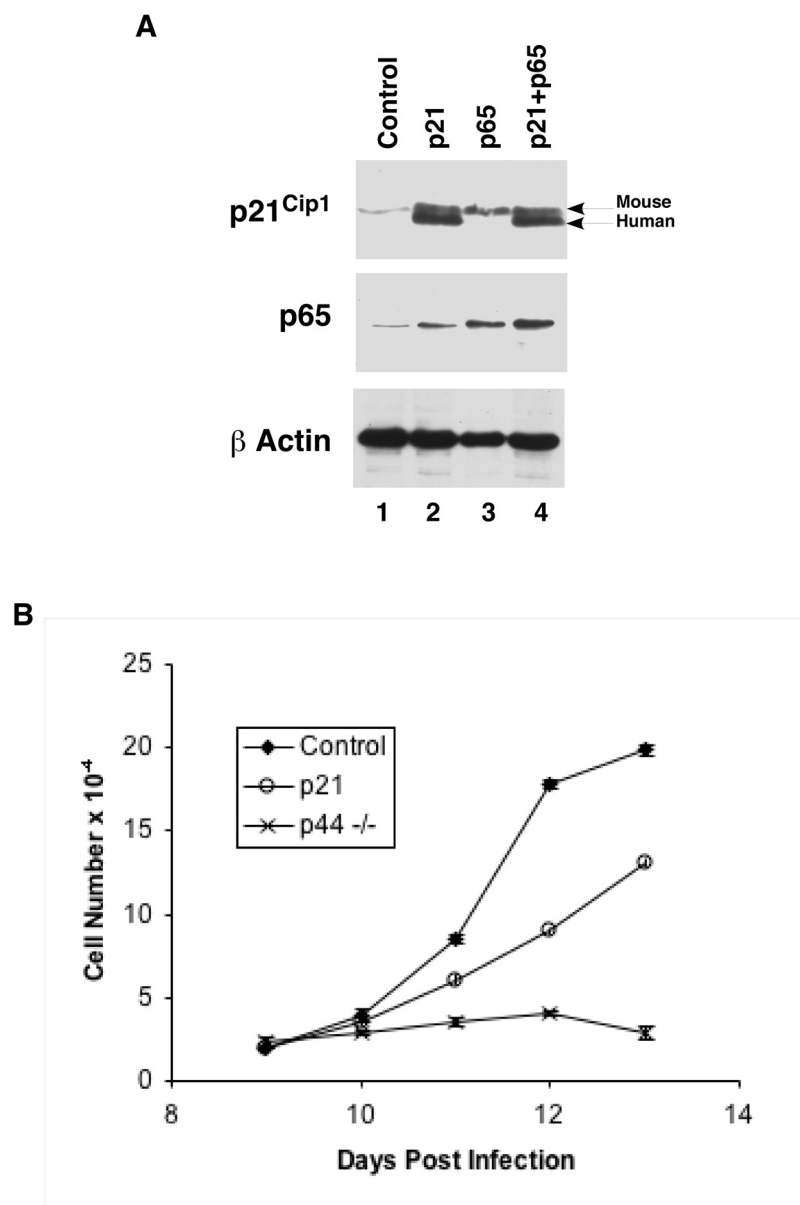 A
Control
p21
p65
p21+p65
p21Cip1
Mouse
Human
p65
β Actin
1 2 3 4
B
25
20
15
10
5
0
Cell Number x 10-4
Control
p21
p44 -/-
8 10 12 14
Days Post Infection